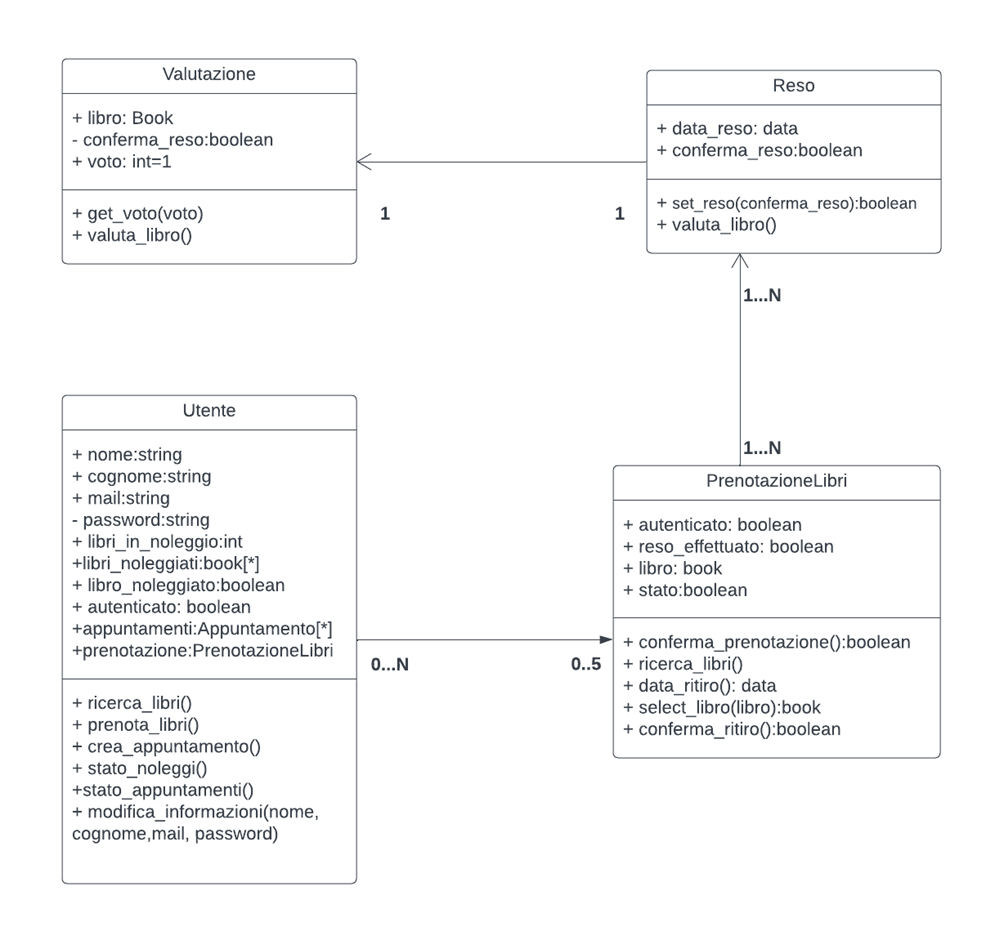 Valutazione
+ libro: Book
- conferma_reso:boolean
+ voto: int=1
+ get_voto(voto)
+ valuta_libro()
1
1
Reso
+ data_reso: data
+ conferma_reso:boolean
+ set_reso(conferma_reso):boolean
+ valuta_libro()
1...N
1...N
Utente
+ nome:string
+ cognome:string
+ mail:string
- password:string
+ libri_in_noleggio:int
+libri_noleggiati:book[*]
+ libro_noleggiato:boolean
+ autenticato: boolean
+appuntamenti:Appuntamento[*]
+prenotazione:PrenotazioneLibri
+ ricerca_libri()
+ prenota_libri()
+ crea_appuntamento()
+ stato_noleggi()
+stato_appuntamenti()
+ modifica_informazioni(nome,
cognome,mail, password)
0...N
0..5
PrenotazioneLibri
+ autenticato: boolean
+ reso_effettuato: boolean
+ libro: book
+ stato:boolean
+ conferma_prenotazione():boolean
+ ricerca_libri()
+ data_ritiro(): data
+ select_libro(libro):book
+ conferma_ritiro():boolean